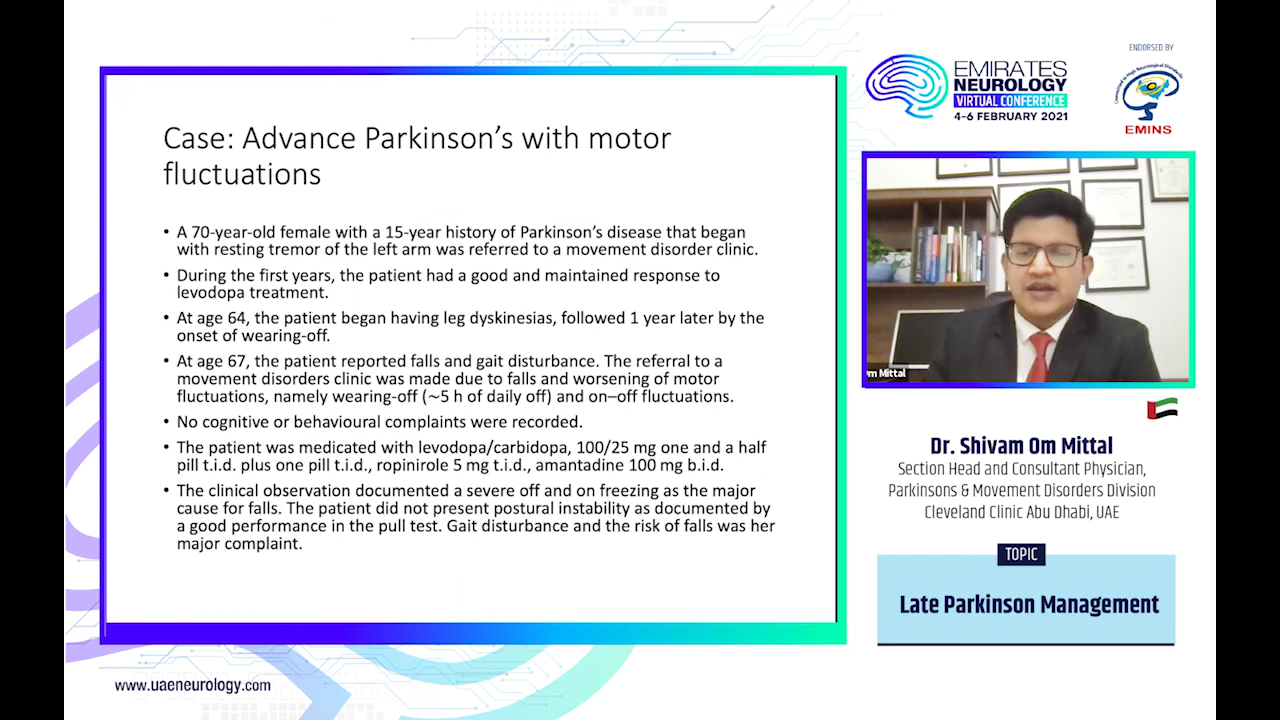 Case: Advance Parkinson's with motor
fluctuations
• A 70-year-old female with a 15-year history of Parkinson's disease that began
with resting tremor of the left arm was referred to a movement disorder clinic.
• During the first years, the patient had a good and maintained response to
levodopa treatment.
• At age 64, the patient began having leg dyskinesias, followed 1 year later by the
onset of wearing-off.
• At age 67, the patient reported falls and gait disturbance. The referral to a
movement disorders clinic was made due to falls and worsening of motor
fluctuations, namely wearing-off (~5 h of daily off) and on–off fluctuations.
• No cognitive or behavioural complaints were recorded.
• The patient was medicated with levodopa/carbidopa, 100/25 mg one and a half
pill t.i.d. plus one pill t.i.d., ropinirole 5 mg t.i.d., amantadine 100 mg b.i.d.
• The clinical observation documented a severe off and on freezing as the major
cause for falls. The patient did not present postural instability as documented by
a good performance in the pull test. Gait disturbance and the risk of falls was her
major complaint.
www.uaeneurology.com
EMIRATES
NEUROLOGY
VIRTUAL CONFERENCE
4-6 FEBRUARY 2021
ENDORSED BY
Committed to High Neurological Standards
EMINS
m Mittal
Dr. Shivam Om Mittal
Section Head and Consultant Physician,
Parkinsons & Movement Disorders Division
Cleveland Clinic Abu Dhabi, UAE
TOPIC
Late Parkinson Management